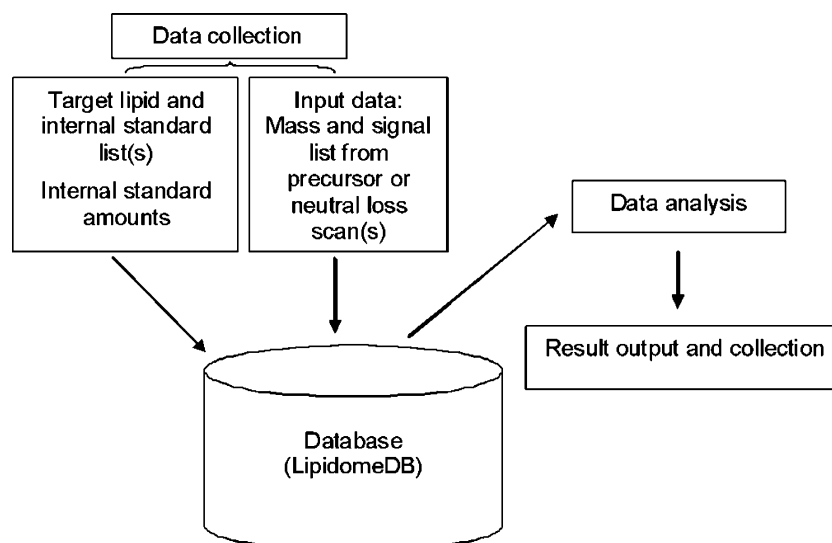 Data collection
Target lipid and
internal standard
list(s)
Internal standard
amounts
Input data:
Mass and signal
list from
precursor or
neutral loss
scan(s)
Data analysis
Result output and collection
Database
(LipidomeDB)